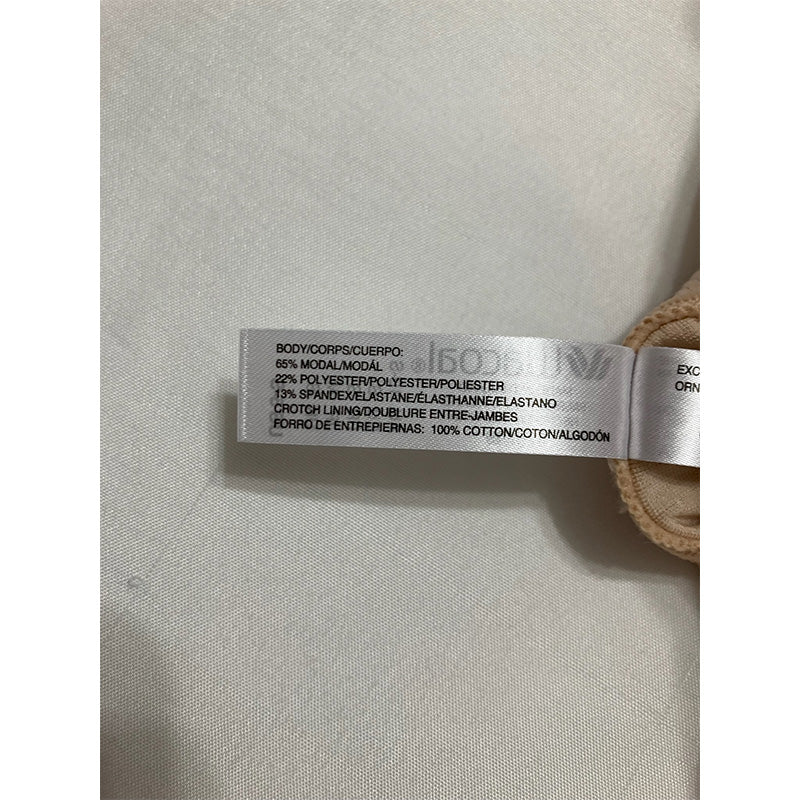 BODY/CORPS/CUERPO:
65% MODAL/MODÁL
22% POLYESTER/POLYESTER/POLIESTER
13% SPANDEX/ELASTANE/ÉLASTHANNE/ELASTANO
CROTCH LINING/DOUBLURE ENTRE-JAMBES
FORRO DE ENTREPIERNAS: 100% COTTON/COTON/ALGODÓN
EXC
ORN